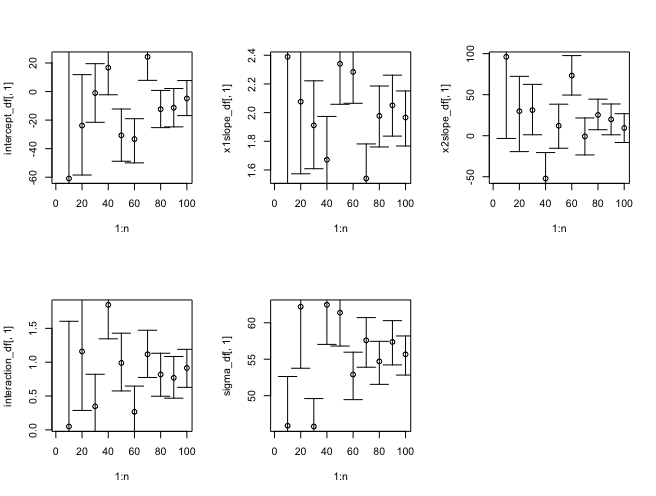 intercept_df[, 1]
20
0
-20
-40
-60
0 20 40 60 80 100
1:n
x1slope_df[, 1]
2.4
2.2
2.0
1.8
1.6
0 20 40 60 80 100
1:n
x2slope_df[, 1]
100
50
0
-50
0 20 40 60 80 100
1:n
interaction_df[, 1]
1.5
1.0
0.5
0.0
0 20 40 60 80 100
1:n
sigma_df[, 1]
60
55
50
0 20 40 60 80 100
1:n